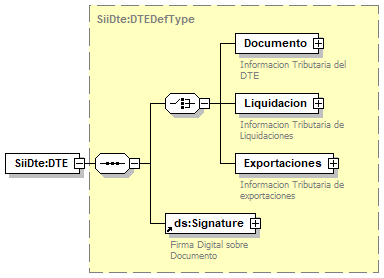 SiiDte:DTEDefType
Documento
Informacion Tributaria del
DTE
Liquidacion
Informacion Tributaria de
Liquidaciones
SiiDte:DTE
Exportaciones
Informacion Tributaria de
exportaciones
ds:Signature
Firma Digital sobre
Documento